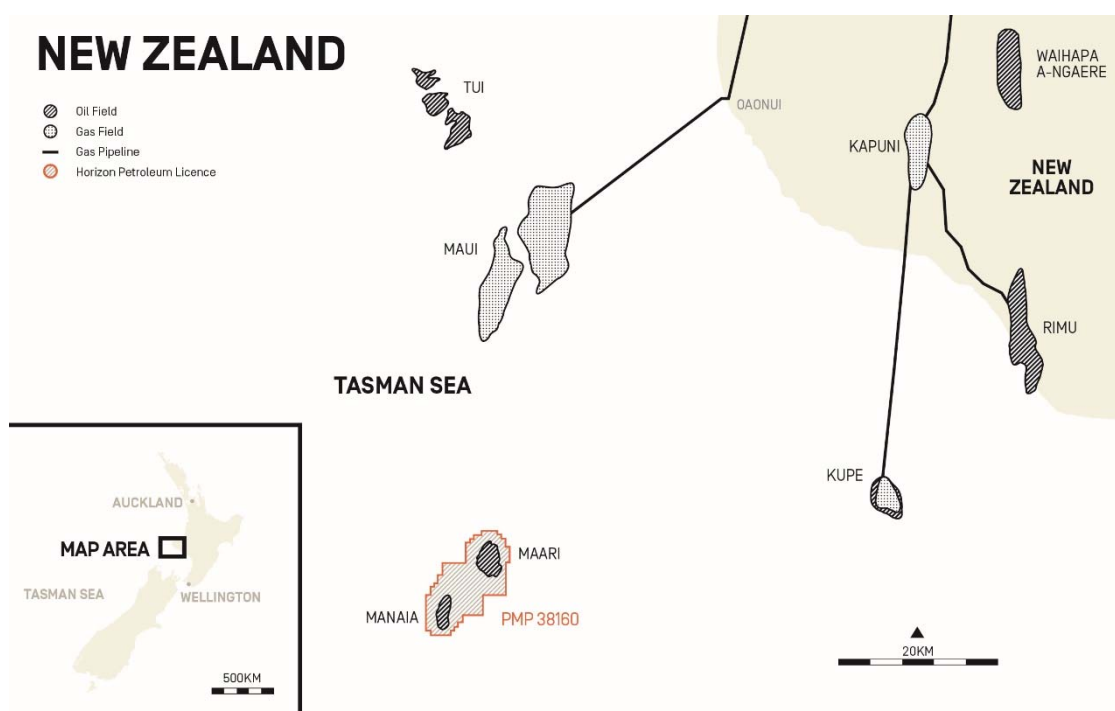 NEW ZEALAND
Oil Field
Gas Field
Gas Pipeline
Horizon Petroleum Licence
TUI
OAONUI
WAIHAPA
A-NGAERE
KAPUNI
NEW
ZEALAND
MAUI
RIMU
TASMAN SEA
KUPE
MAARI
MANAIA
PMP 38160
20KM
AUCKLAND
MAP AREA
TASMAN SEA
WELLINGTON
500KM